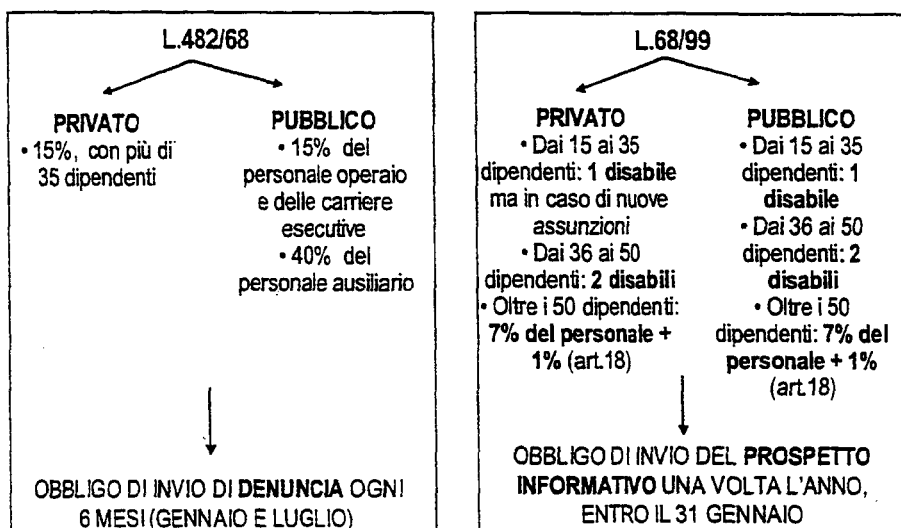 L.482/68
PRIVATO
• 15%, con più di
35 dipendenti
PUBBLICO
• 15% del
personale operaio
e delle carriere
esecutive
• 40% del
personale ausiliario
OBBLIGO DI INVIO DI DENUNCIA OGNI
6 MESI (GENNAIO E LUGLIO)
L.68/99
PRIVATO
• Dai 15 ai 35
dipendenti: 1 disabile
ma in caso di nuove
assunzioni
• Dai 36 ai 50
dipendenti: 2 disabili
• Oltre i 50 dipendenti:
7% del personale +
1% (art.18)
PUBBLICO
• Dai 15 ai 35
dipendenti: 1
disabile
• Dai 36 ai 50
dipendenti: 2
disabili
• Oltre i 50
dipendenti: 7% del
personale + 1%
(art.18)
OBBLIGO DI INVIO DEL PROSPETTO
INFORMATIVO UNA VOLTA L'ANNO,
ENTRO IL 31 GENNAIO